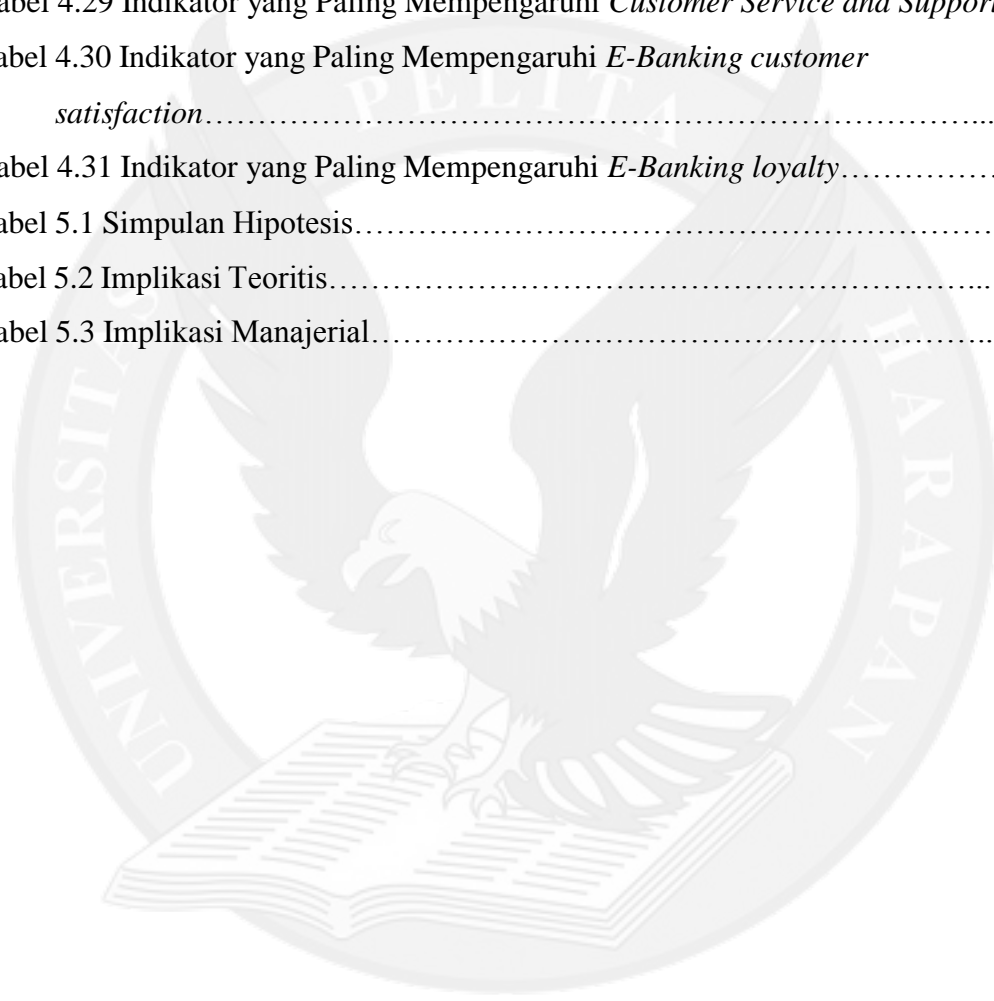 abel 4.29 Indikator yang Paling Mempengaruhi Customer Service and Support
abel 4.30 Indikator yang Paling Mempengaruhi E-Banking customer
satisfaction……………………………………………………………………...
abel 4.31 Indikator yang Paling Mempengaruhi E-Banking loyalty……………
abel 5.1 Simpulan Hipotesis…………………………………………………………
abel 5.2 Implikasi Teoritis…………………………………………………………...
abel 5.3 Implikasi Manajerial……………………………………………………..
UNIVERSITAS PELITA HARAPAN